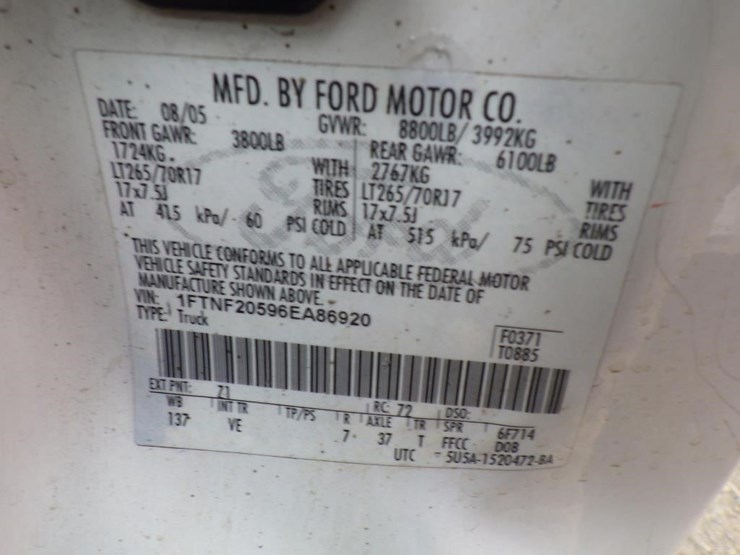 MFD. BY FORD MOTOR CO.
DATE: 08/05 GVWR: 8800LB/ 3992KG
FRONT GAWR: 3800LB REAR GAWR: 6100LB
1724KG. WITH 2767KG WITH
LT265/70R17 TIRES LT265/70R17 TIRES
17x7.5J RIMS 17x7.5J RIMS
AT 415 kPa/ 60 PSI COLD AT 515 kPa/ 75 PSI COLD
THIS VEHICLE CONFORMS TO ALL APPLICABLE FEDERAL MOTOR
VEHICLE SAFETY STANDARDS IN EFFECT ON THE DATE OF
MANUFACTURE SHOWN ABOVE.
VIN: 1FTNF20596EA86920 F0371
TYPE: Truck T0885
EXT PNT: Z1 RC: 72 DSO:
WB INT TR TP/PS R AXLE TR SPR 6F714
137 VE 7 37 T FFCC DOB
UTC 5U5A-1520472-BA
Ford